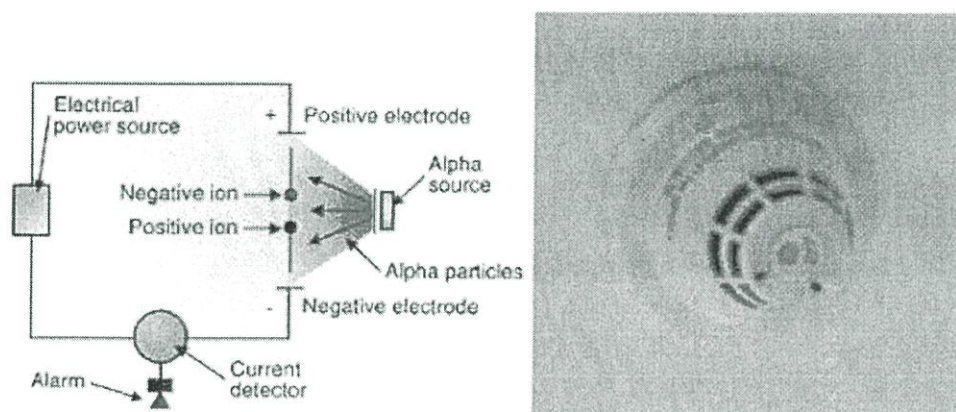 Electrical
power source
+
Positive electrode
Alpha
source
Negative ion
Positive ion
Alpha particles
-
Negative electrode
Current
detector
Alarm